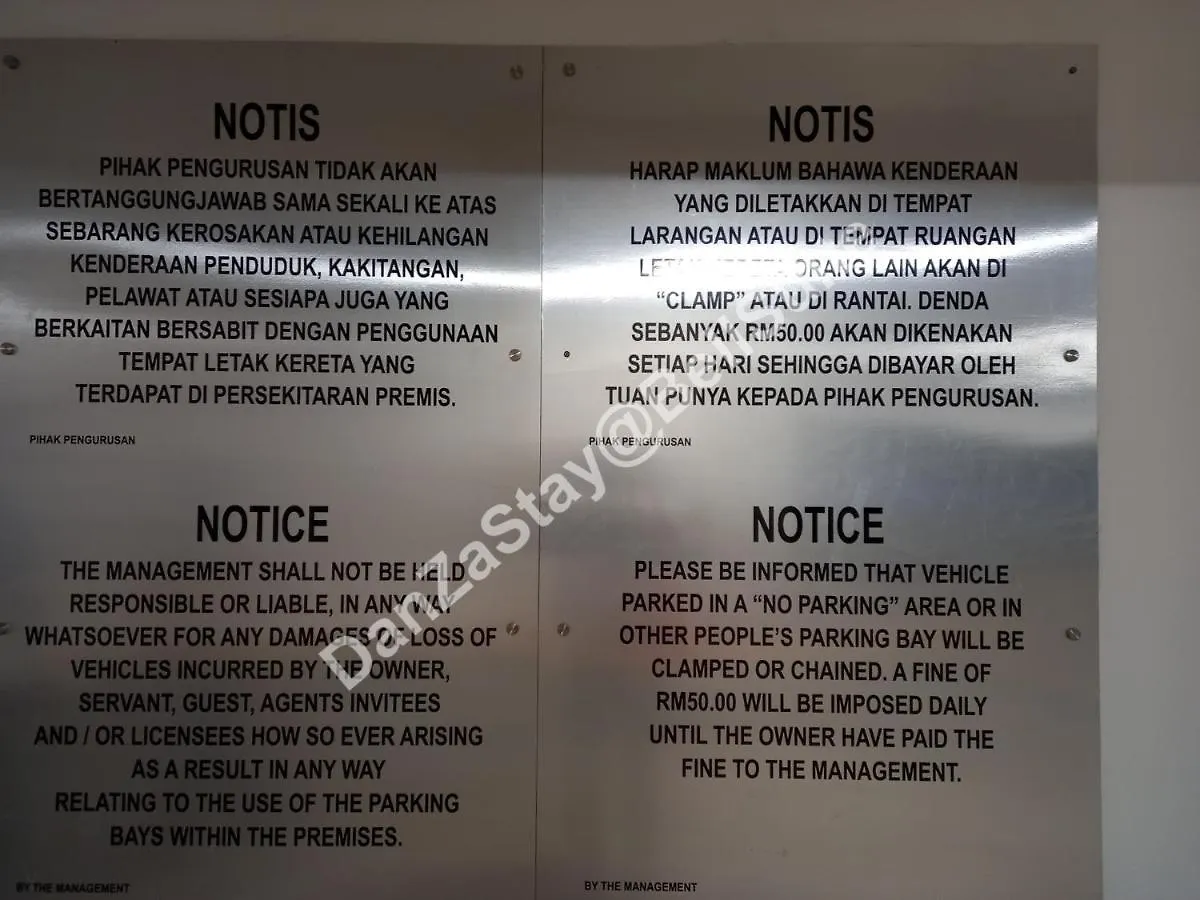 NOTIS
PIHAK PENGURUSAN TIDAK AKAN
BERTANGGUNGJAWAB SAMA SEKALI KE ATAS
SEBARANG KEROSAKAN ATAU KEHILANGAN
KENDERAAN PENDUDUK, KAKITANGAN,
PELAWAT ATAU SESIAPA JUGA YANG
BERKAITAN BERSABIT DENGAN PENGGUNAAN
TEMPAT LETAK KERETA YANG
TERDAPAT DI PERSEKITARAN PREMIS.
PIHAK PENGURUSAN
NOTICE
THE MANAGEMENT SHALL NOT BE HELD
RESPONSIBLE OR LIABLE, IN ANY WAY
WHATSOEVER FOR ANY DAMAGES OF LOSS OF
VEHICLES INCURRED BY THE OWNER,
SERVANT, GUEST, AGENTS INVITEES
AND / OR LICENSEES HOW SO EVER ARISING
AS A RESULT IN ANY WAY
RELATING TO THE USE OF THE PARKING
BAYS WITHIN THE PREMISES.
BY THE MANAGEMENT
NOTIS
HARAP MAKLUM BAHAWA KENDERAAN
YANG DILETAKKAN DI TEMPAT
LARANGAN ATAU DI TEMPAT RUANGAN
ORANG LAIN AKAN DI
“CLAMP” ATAU DI RANTAI. DENDA
SEBANYAK RM50.00 AKAN DIKENAKAN
SETIAP HARI SEHINGGA DIBAYAR OLEH
TUAN PUNYA KEPADA PIHAK PENGURUSAN.
PIHAK PENGURUSAN
NOTICE
PLEASE BE INFORMED THAT VEHICLE
PARKED IN A “NO PARKING” AREA OR IN
OTHER PEOPLE’S PARKING BAY WILL BE
CLAMPED OR CHAINED. A FINE OF
RM50.00 WILL BE IMPOSED DAILY
UNTIL THE OWNER HAVE PAID THE
FINE TO THE MANAGEMENT.
BY THE MANAGEMENT